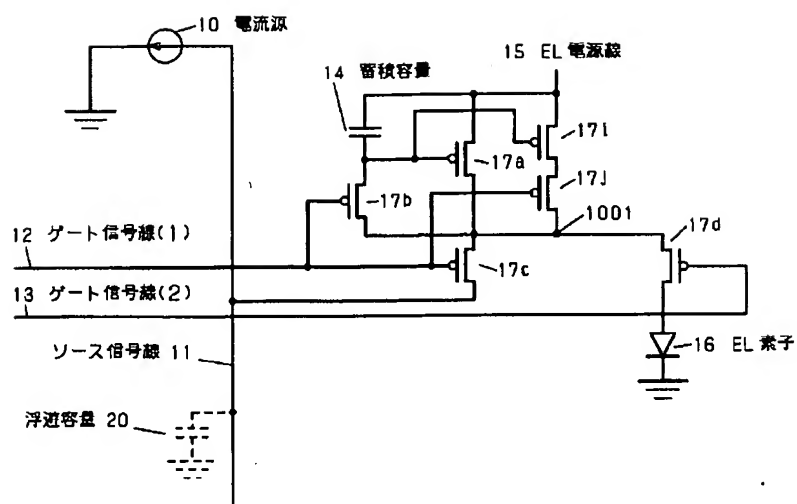 10 電流源
15 EL 電源線
14 蓄積容量
17i
17a
17j
17b
1001
17d
12 ゲート信号線(1)
17c
13 ゲート信号線(2)
ソース信号線 11
16 EL 素子
浮遊容量 20